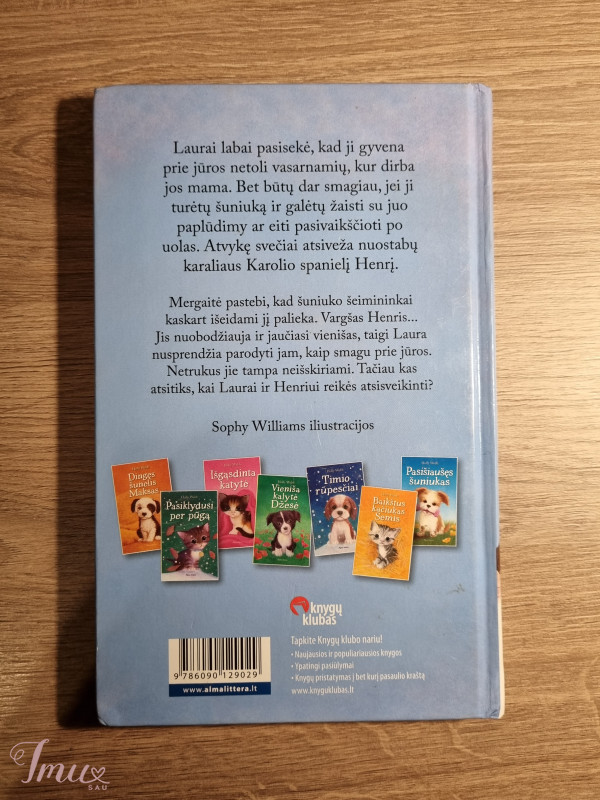 Laurai labai pasisekė, kad ji gyvena
prie jūros netoli vasarnamių, kur dirba
jos mama. Bet būtų dar smagiau, jei ji
turėtų šuniuką ir galėtų žaisti su juo
paplūdimy ar eiti pasivaikščioti po
uolas. Atvykę svečiai atsiveža nuostabų
karaliaus Karolio spanielį Henrį.
Mergaitė pastebi, kad šuniuko šeimininkai
kaskart išeidami jį palieka. Vargšas Henris...
Jis nuobodžiauja ir jaučiasi vienišas, taigi Laura
nusprendžia parodyti jam, kaip smagu prie jūros.
Netrukus jie tampa neišskiriami. Tačiau kas
atsitiks, kai Laurai ir Henriui reikės atsisveikinti?
Sophy Williams iliustracijos
Dingęs
šunelis
Maksas
Pasiklydusi
per pūgą
Išgąsdinta
katytė
Vieniša
kalytė
Džesė
Timio
rūpesčiai
Baikštus
kačiukas
Seimis
Pasišiaušęs
šuniukas
knygų
klubas
Tapkite Knygų klubo nariu!
• Naujausios ir populiariausios knygos
• Ypatingi pasiūlymai
• Knygų pristatymas į bet kurį pasaulio kraštą
www.knyguklubas.lt
9 786090 129029
www.almalittera.lt
Imu
SAU